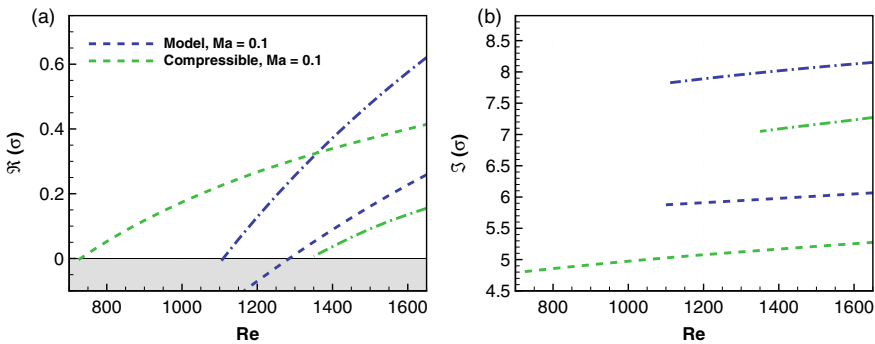 (a)
Model, Ma = 0.1
Compressible, Ma = 0.1
0.6
0.4
0.2
0
ℜ (σ)
800 1000 1200 1400 1600
Re
(b)
8.5
8
7.5
7
6.5
6
5.5
5
4.5
ℑ (σ)
800 1000 1200 1400 1600
Re